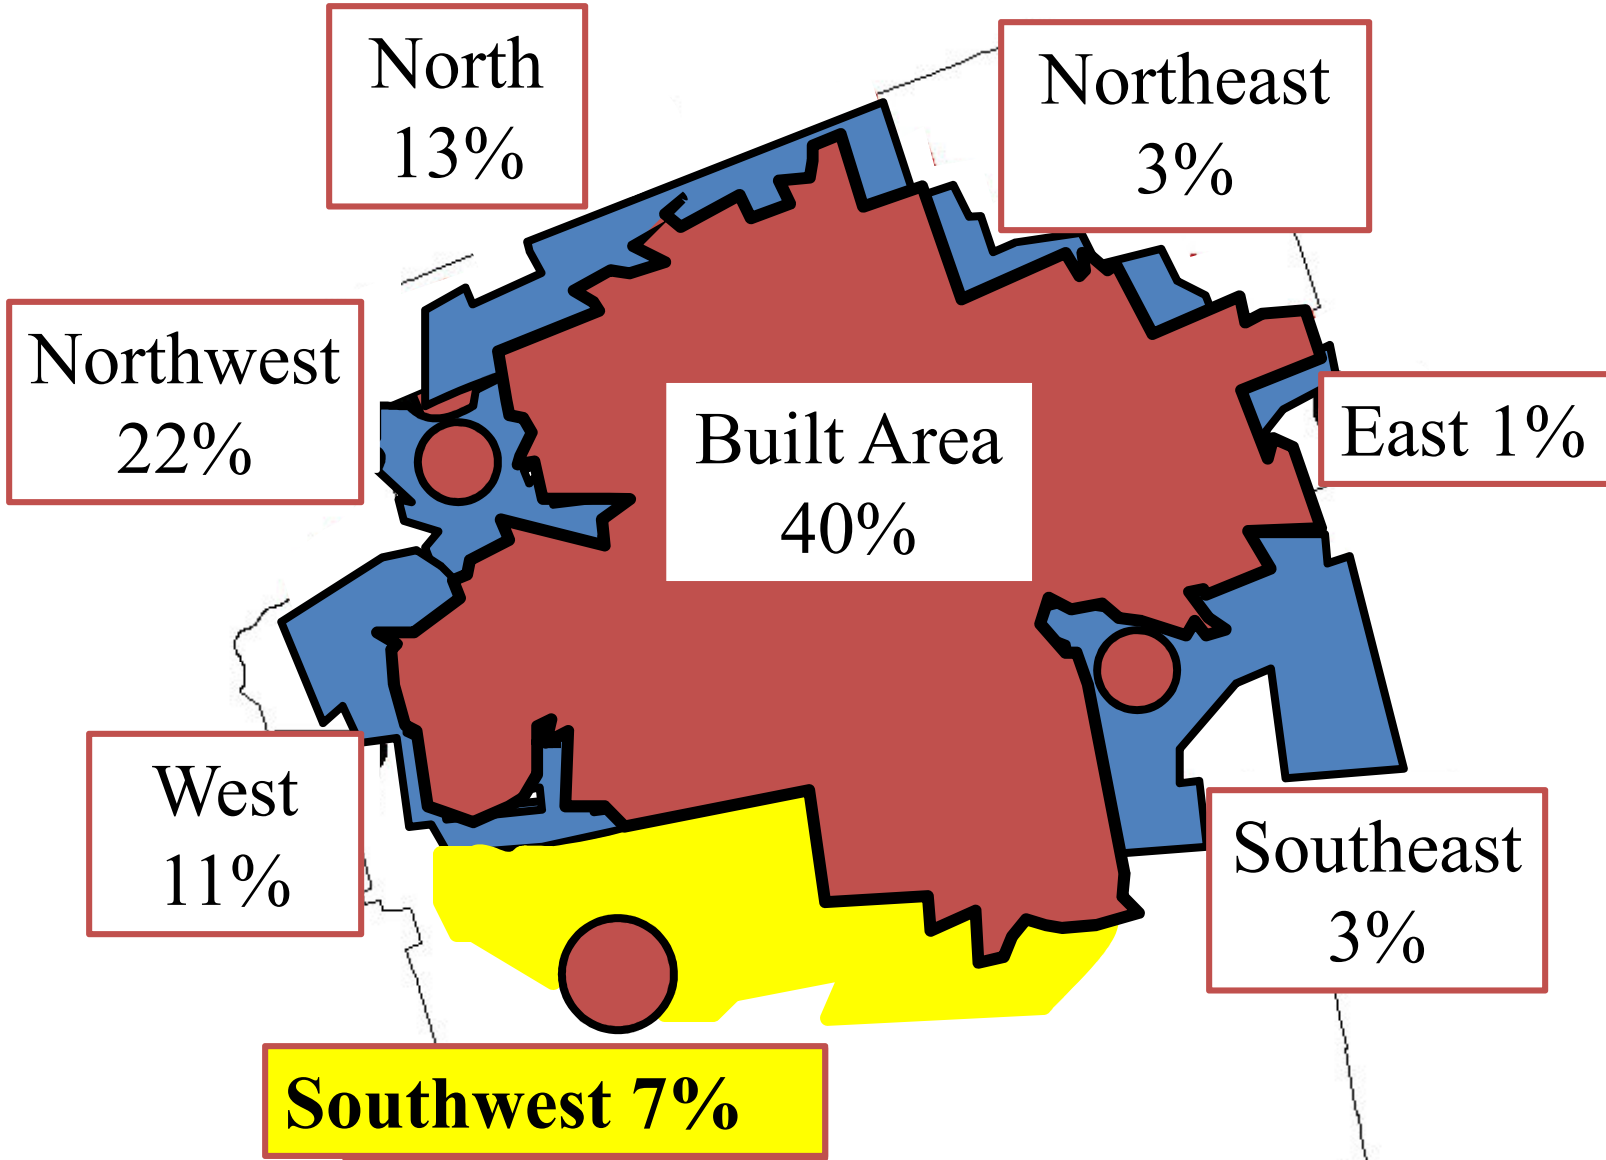 North
13%
Northeast
3%
Northwest
22%
Built Area
40%
East 1%
West
11%
Southeast
3%
Southwest 7%